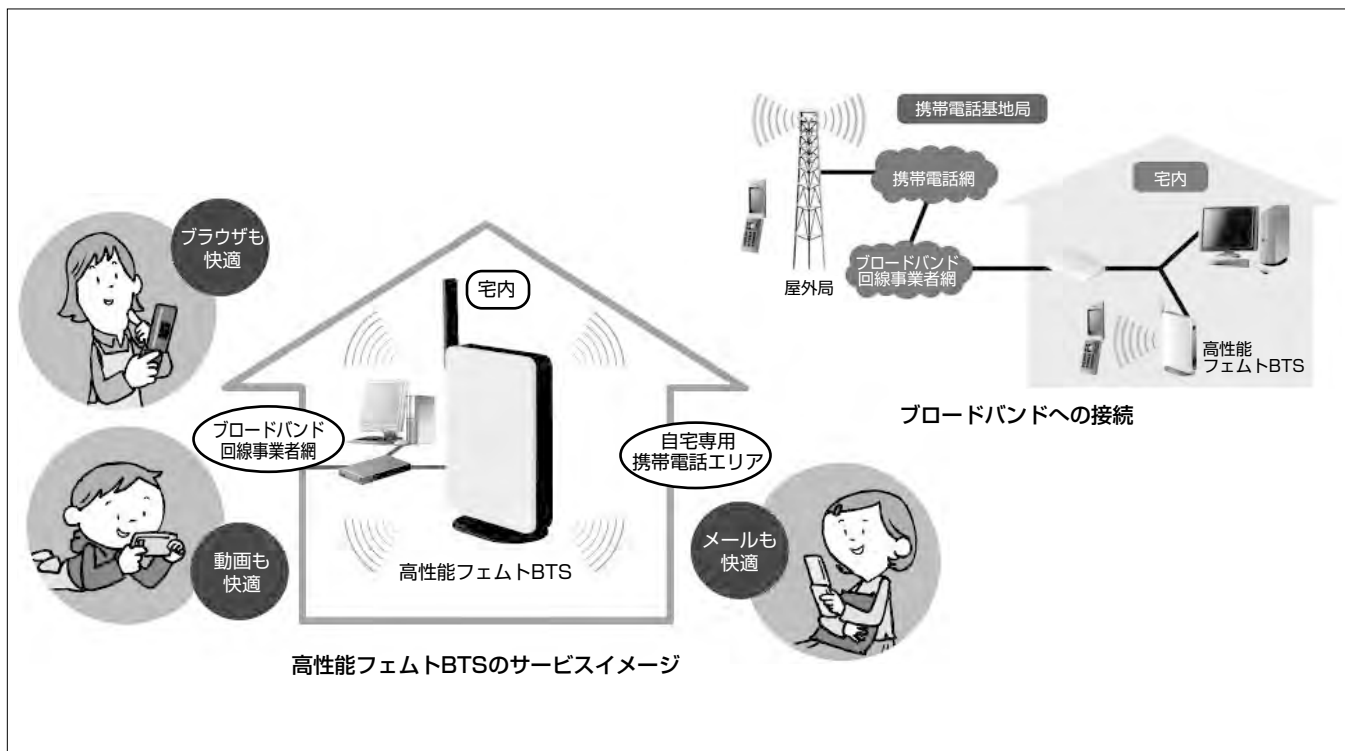 ブラウザも
快適
宅内
ブロードバンド
回線事業者網
自宅専用
携帯電話エリア
動画も
快適
高性能フェムトBTS
メールも
快適
高性能フェムトBTSのサービスイメージ
携帯電話基地局
携帯電話網
宅内
ブロードバンド
回線事業者網
屋外局
高性能
フェムトBTS
ブロードバンドへの接続